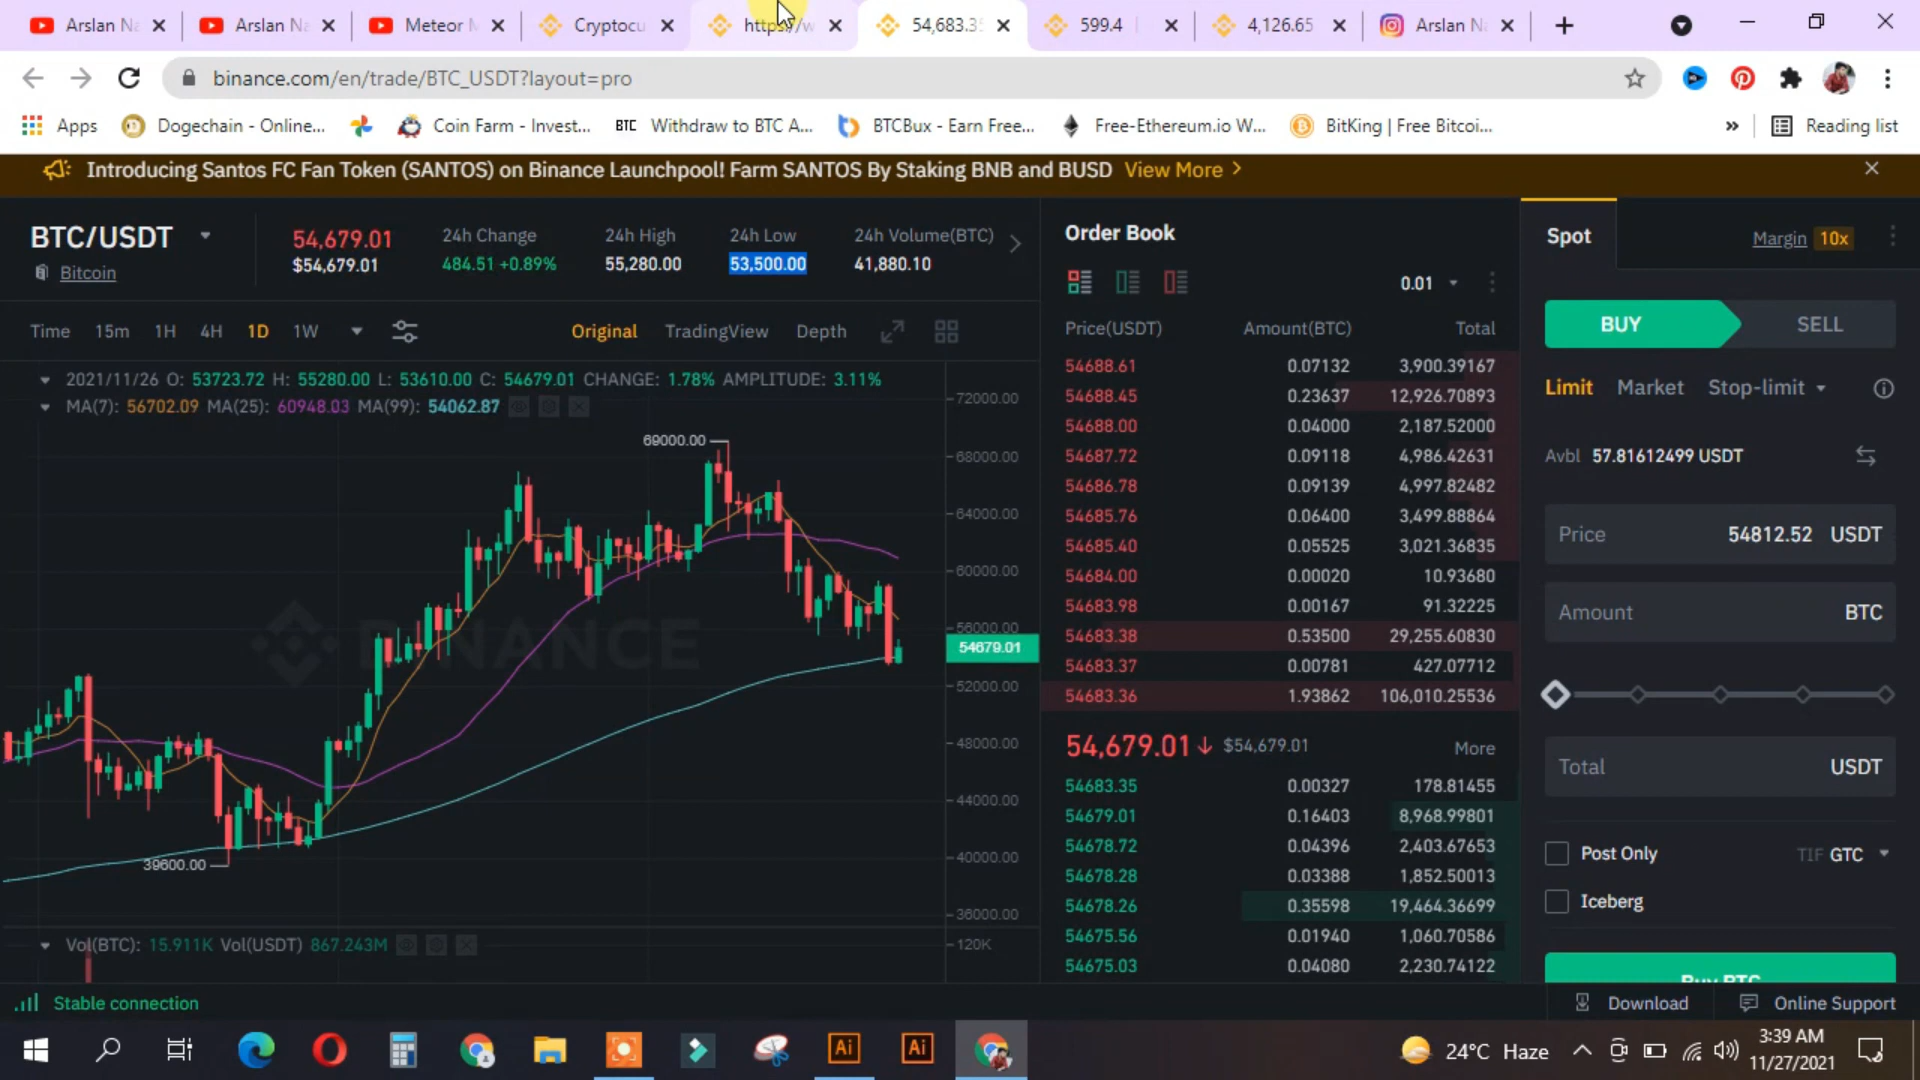 Arslan Na
Arslan Na
Meteor M
Cryptocu
https://w
54,683.35
599.4
4,126.65
Arslan Na
binance.com/en/trade/BTC_USDT?layout=pro
Apps
Dogechain - Online...
Coin Farm - Invest...
BTC Withdraw to BTC A...
BTCBux - Earn Free...
Free-Ethereum.io W...
BitKing | Free Bitcoi...
Reading list
Introducing Santos FC Fan Token (SANTOS) on Binance Launchpool! Farm SANTOS By Staking BNB and BUSD View More
BTC/USDT
Bitcoin
54,679.01
$54,679.01
24h Change
484.51 +0.89%
24h High
55,280.00
24h Low
53,500.00
24h Volume(BTC)
41,880.10
Time 15m 1H 4H 1D 1W
Original TradingView Depth
2021/11/26 O: 53723.72 H: 55280.00 L: 53610.00 C: 54679.01 CHANGE: 1.78% AMPLITUDE: 3.11%
MA(7): 56702.09 MA(25): 60948.03 MA(99): 54062.87
72000.00
69000.00
68000.00
64000.00
60000.00
56000.00
54679.01
52000.00
48000.00
44000.00
40000.00
39600.00
36000.00
BINANCE
Vol(BTC): 15.911K Vol(USDT) 867.243M
120K
Order Book
0.01
Price(USDT) Amount(BTC) Total
54688.61 0.07132 3,900.39167
54688.45 0.23637 12,926.70893
54688.00 0.04000 2,187.52000
54687.72 0.09118 4,986.42631
54686.78 0.09139 4,997.82482
54685.76 0.06400 3,499.88864
54685.40 0.05525 3,021.36835
54684.00 0.00020 10.93680
54683.98 0.00167 91.32225
54683.38 0.53500 29,255.60830
54683.37 0.00781 427.07712
54683.36 1.93862 106,010.25536
54,679.01 $54,679.01 More
54683.35 0.00327 178.81455
54679.01 0.16403 8,968.99801
54678.72 0.04396 2,403.67653
54678.28 0.03388 1,852.50013
54678.26 0.35598 19,464.36699
54675.56 0.01940 1,060.70586
54675.03 0.04080 2,230.74122
Spot
Margin 10x
BUY
SELL
Limit Market Stop-limit
Avbl 57.81612499 USDT
Price 54812.52 USDT
Amount BTC
Total USDT
Post Only
TIF GTC
Iceberg
Buy BTC
Stable connection
Download
Online Support
Ai
Ai
24°C Haze
3:39 AM
11/27/2021